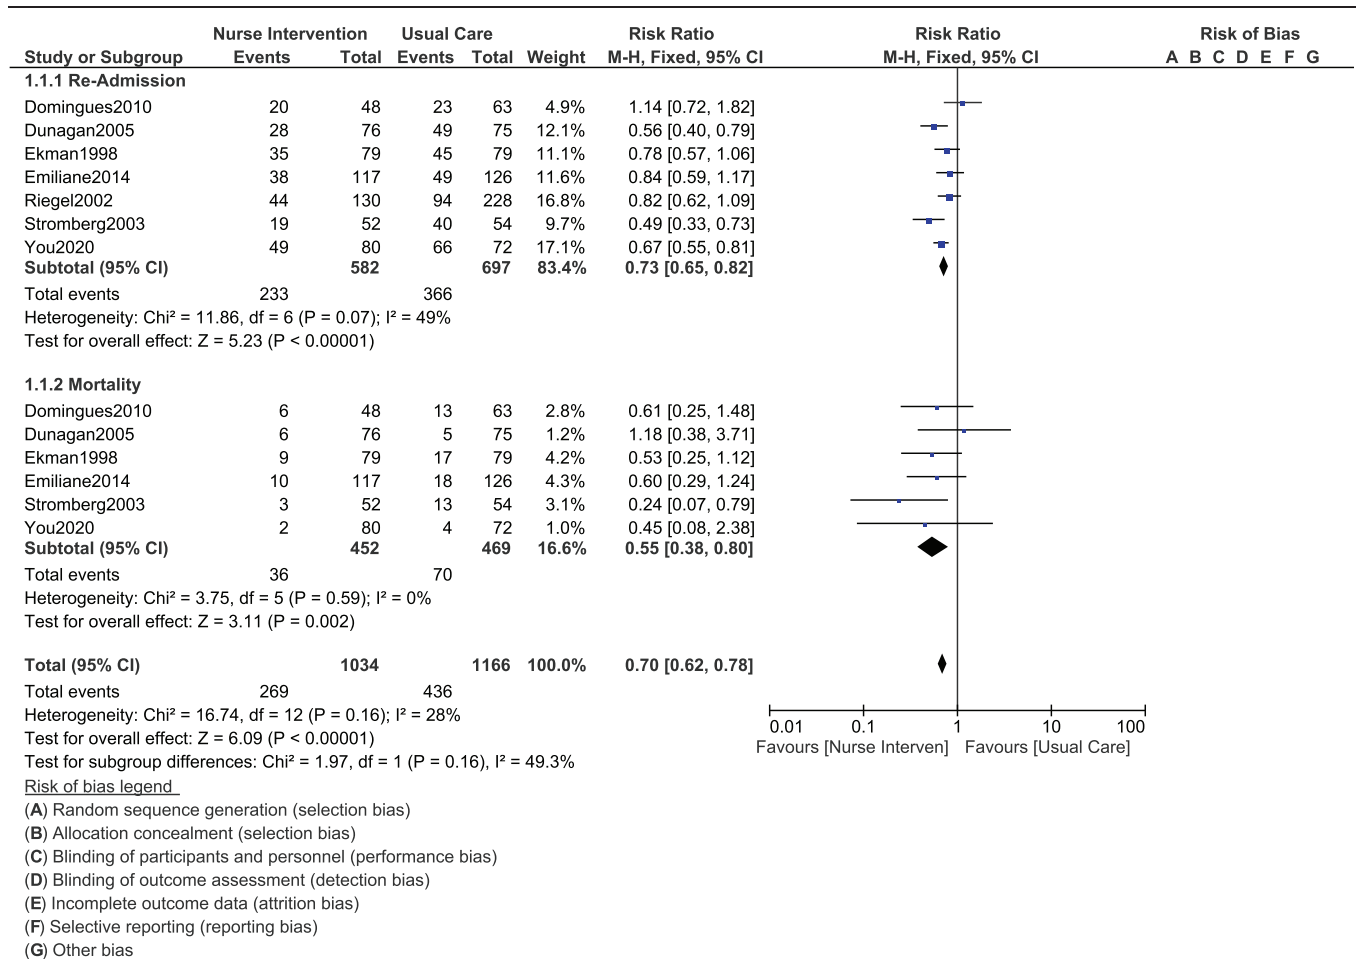 Nurse Intervention Usual Care Risk Ratio Risk Ratio Risk of Bias
Study or Subgroup Events Total Events Total Weight M-H, Fixed, 95% CI M-H, Fixed, 95% CI A B C D E F G
1.1.1 Re-Admission
Domingues2010 20 48 23 63 4.9% 1.14 [0.72, 1.82]
Dunagan2005 28 76 49 75 12.1% 0.56 [0.40, 0.79]
Ekman1998 35 79 45 79 11.1% 0.78 [0.57, 1.06]
Emiliane2014 38 117 49 126 11.6% 0.84 [0.59, 1.17]
Riegel2002 44 130 94 228 16.8% 0.82 [0.62, 1.09]
Stromberg2003 19 52 40 54 9.7% 0.49 [0.33, 0.73]
You2020 49 80 66 72 17.1% 0.67 [0.55, 0.81]
Subtotal (95% CI) 582 697 83.4% 0.73 [0.65, 0.82]
Total events 233 366
Heterogeneity: Chi² = 11.86, df = 6 (P = 0.07); I² = 49%
Test for overall effect: Z = 5.23 (P < 0.00001)
1.1.2 Mortality
Domingues2010 6 48 13 63 2.8% 0.61 [0.25, 1.48]
Dunagan2005 6 76 5 75 1.2% 1.18 [0.38, 3.71]
Ekman1998 9 79 17 79 4.2% 0.53 [0.25, 1.12]
Emiliane2014 10 117 18 126 4.3% 0.60 [0.29, 1.24]
Stromberg2003 3 52 13 54 3.1% 0.24 [0.07, 0.79]
You2020 2 80 4 72 1.0% 0.45 [0.08, 2.38]
Subtotal (95% CI) 452 469 16.6% 0.55 [0.38, 0.80]
Total events 36 70
Heterogeneity: Chi² = 3.75, df = 5 (P = 0.59); I² = 0%
Test for overall effect: Z = 3.11 (P = 0.002)
Total (95% CI) 1034 1166 100.0% 0.70 [0.62, 0.78]
Total events 269 436
Heterogeneity: Chi² = 16.74, df = 12 (P = 0.16); I² = 28%
Test for overall effect: Z = 6.09 (P < 0.00001)
Test for subgroup differences: Chi² = 1.97, df = 1 (P = 0.16), I² = 49.3%
0.01 0.1 1 10 100
Favours [Nurse Interven] Favours [Usual Care]
Risk of bias legend
(A) Random sequence generation (selection bias)
(B) Allocation concealment (selection bias)
(C) Blinding of participants and personnel (performance bias)
(D) Blinding of outcome assessment (detection bias)
(E) Incomplete outcome data (attrition bias)
(F) Selective reporting (reporting bias)
(G) Other bias